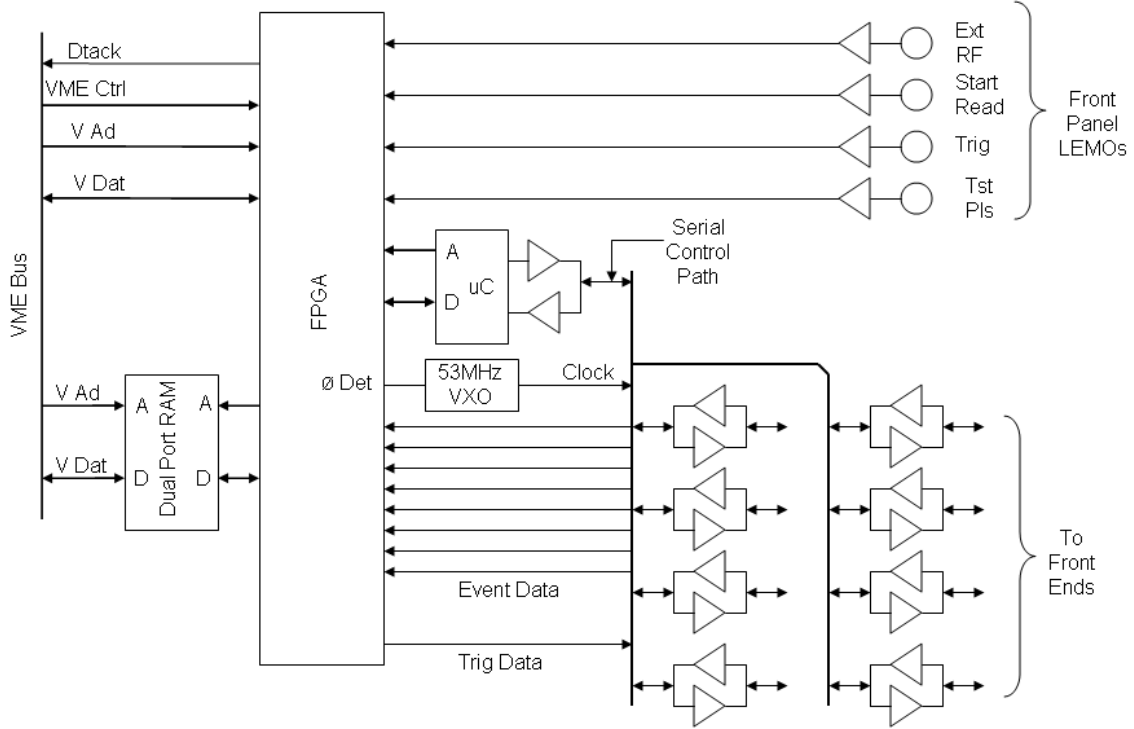 Dtack
VME Ctrl
V Ad
V Dat
VME Bus
V Ad
V Dat
A
D
Dual Port RAM
A
D
FPGA
ø Det
Ext
RF
Start
Read
Trig
Tst
Pls
Front
Panel
LEMOs
A
uC
D
Serial
Control
Path
53MHz
VXO
Clock
Event Data
Trig Data
To
Front
Ends